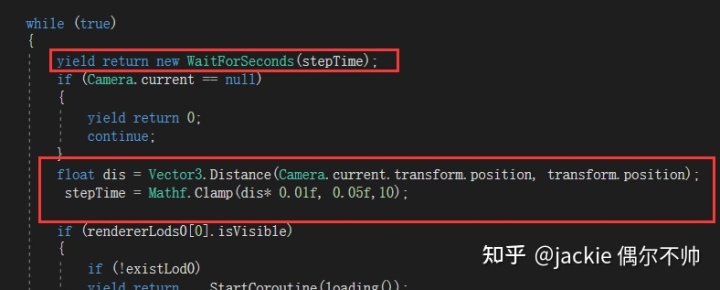 while (true)
{
yield return new WaitForSeconds(stepTime);
if (Camera.current == null)
{
yield return 0;
continue;
}
float dis = Vector3.Distance(Camera.current.transform.position, transform.position);
stepTime = Mathf.Clamp(dis* 0.01f, 0.05f,10);
if (rendererLods0[0].isVisible)
{
if (!existLod0)
yield return StartCoroutine(loading());
知乎 @jackie 偶尔不帅